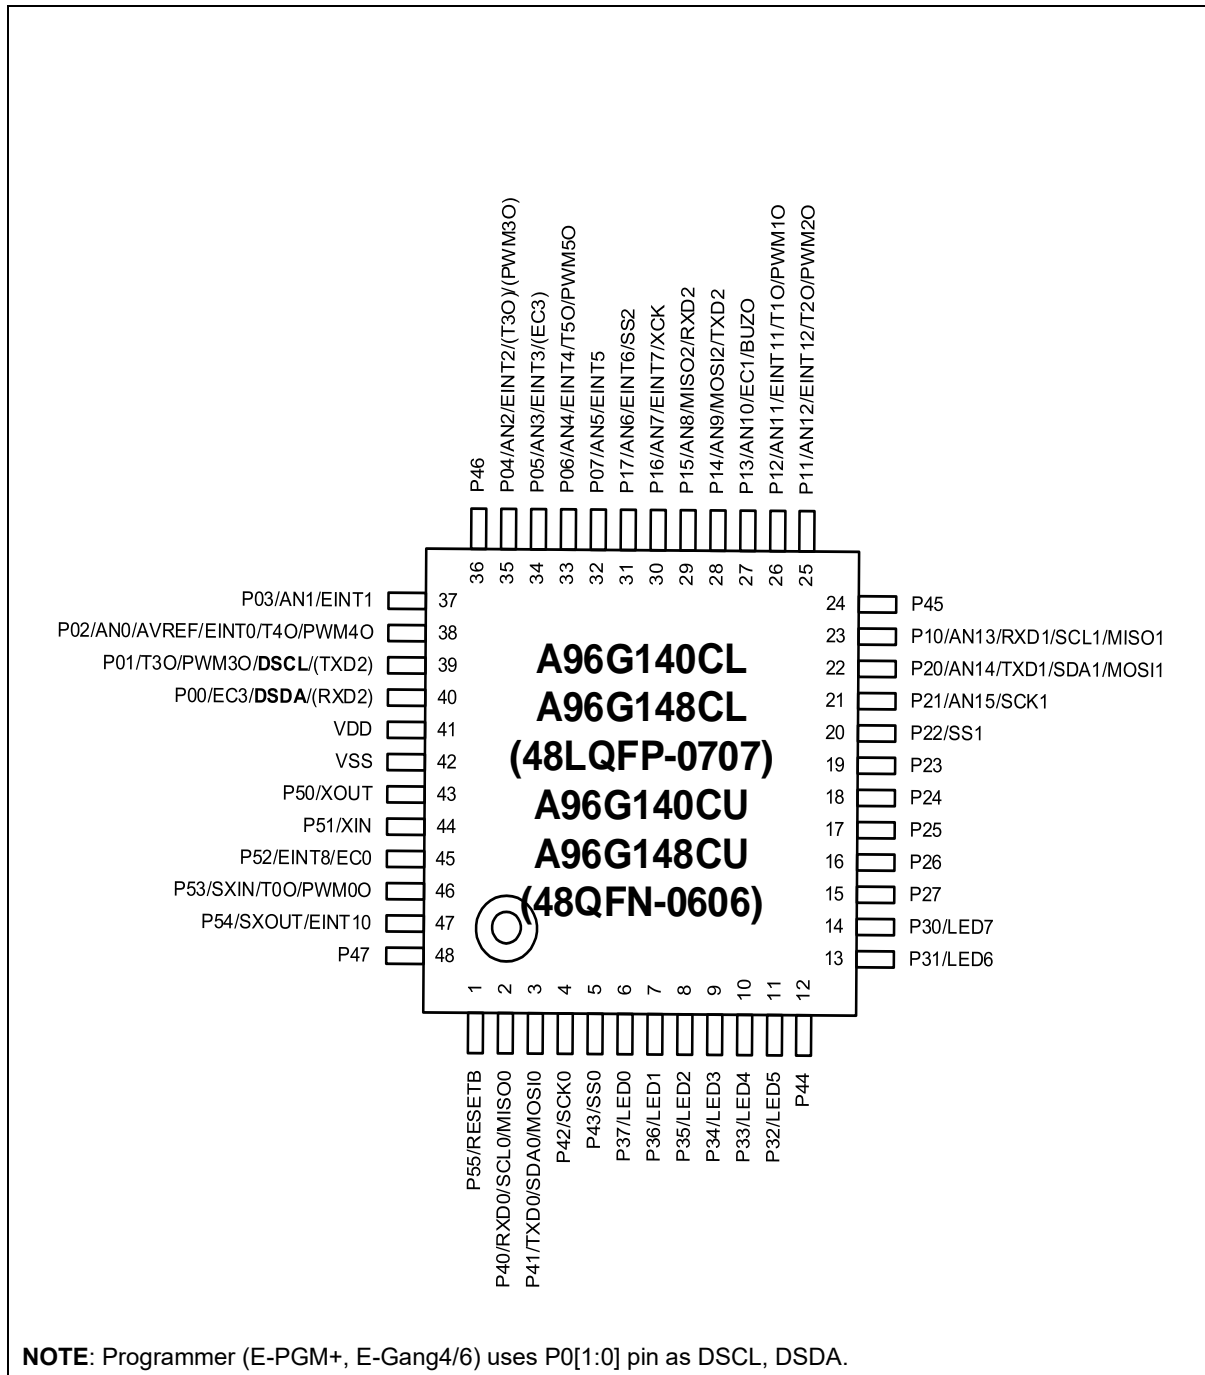 P46
P04/AN2/EINT2/(T3O)/(PWM3O)
P05/AN3/EINT3/(EC3)
P06/AN4/EINT4/T5O/PWM5O
P07/AN5/EINT5
P17/AN6/EINT6/SS2
P16/AN7/EINT7/XCK
P15/AN8/MISO2/RXD2
P14/AN9/MOSI2/TXD2
P13/AN10/EC1/BUZO
P12/AN11/EINT11/T1O/PWM1O
P11/AN12/EINT12/T2O/PWM2O
36 35 34 33 32 31 30 29 28 27 26 25
P03/AN1/EINT1 37
P02/AN0/AVREF/EINT0/T4O/PWM4O 38
P01/T3O/PWM3O/DSCL/(TXD2) 39
P00/EC3/DSDA/(RXD2) 40
VDD 41
VSS 42
P50/XOUT 43
P51/XIN 44
P52/EINT8/EC0 45
P53/SXIN/T0O/PWM0O 46
P54/SXOUT/EINT10 47
P47 48
A96G140CL
A96G148CL
(48LQFP-0707)
A96G140CU
A96G148CU
(48QFN-0606)
24 P45
23 P10/AN13/RXD1/SCL1/MISO1
22 P20/AN14/TXD1/SDA1/MOSI1
21 P21/AN15/SCK1
20 P22/SS1
19 P23
18 P24
17 P25
16 P26
15 P27
14 P30/LED7
13 P31/LED6
1 2 3 4 5 6 7 8 9 10 11 12
P55/RESETB
P40/RXD0/SCL0/MISO0
P41/TXD0/SDA0/MOSI0
P42/SCK0
P43/SS0
P37/LED0
P36/LED1
P35/LED2
P34/LED3
P33/LED4
P32/LED5
P44
NOTE: Programmer (E-PGM+, E-Gang4/6) uses P0[1:0] pin as DSCL, DSDA.